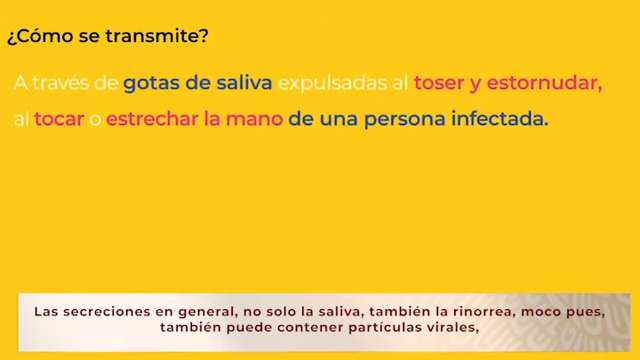 ¿Cómo se transmite?
A través de gotas de saliva expulsadas al toser y estornudar,
al tocar o estrechar la mano de una persona infectada.
Las secreciones en general, no solo la saliva, también la rinorrea, moco pues,
también puede contener partículas virales,